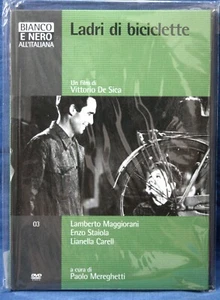 BIANCO
E NERO
ALL'ITALIANA
Ladri di biciclette
Un film di
Vittorio De Sica
03
Lamberto Maggiorani
Enzo Staiola
Lianella Carell
a cura di
Paolo Mereghetti
DVD